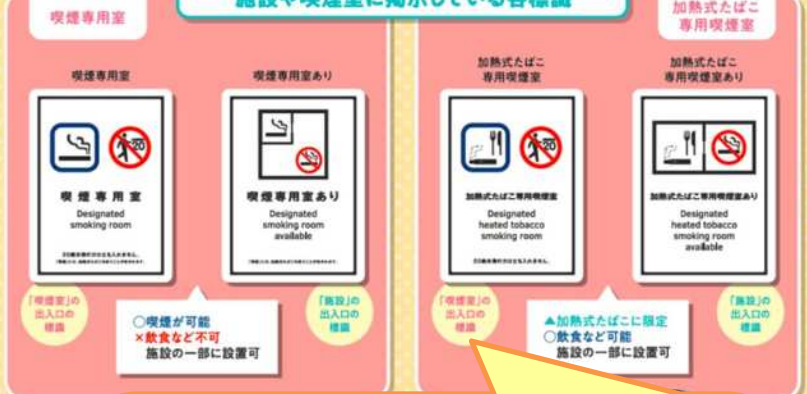 喫煙専用室
施設や喫煙室に掲示している各標識
加熱式たばこ
専用喫煙室
喫煙専用室
喫煙専用室あり
加熱式たばこ
専用喫煙室
加熱式たばこ
専用喫煙室あり
20
喫煙専用室
Designated
smoking room
喫煙専用室あり
Designated
smoking room
available
20
加熱式たばこ専用喫煙室
Designated
heated tobacco
smoking room
加熱式たばこ専用喫煙室あり
Designated
heated tobacco
smoking room
available
「喫煙室」の
出入口の
標識
○喫煙が可能
×飲食など不可
施設の一部に設置可
「施設」の
出入口の
標識
「喫煙室」の
出入口の
標識
▲加熱式たばこに限定
○飲食など可能
施設の一部に設置可
「施設」の
出入口の
標識